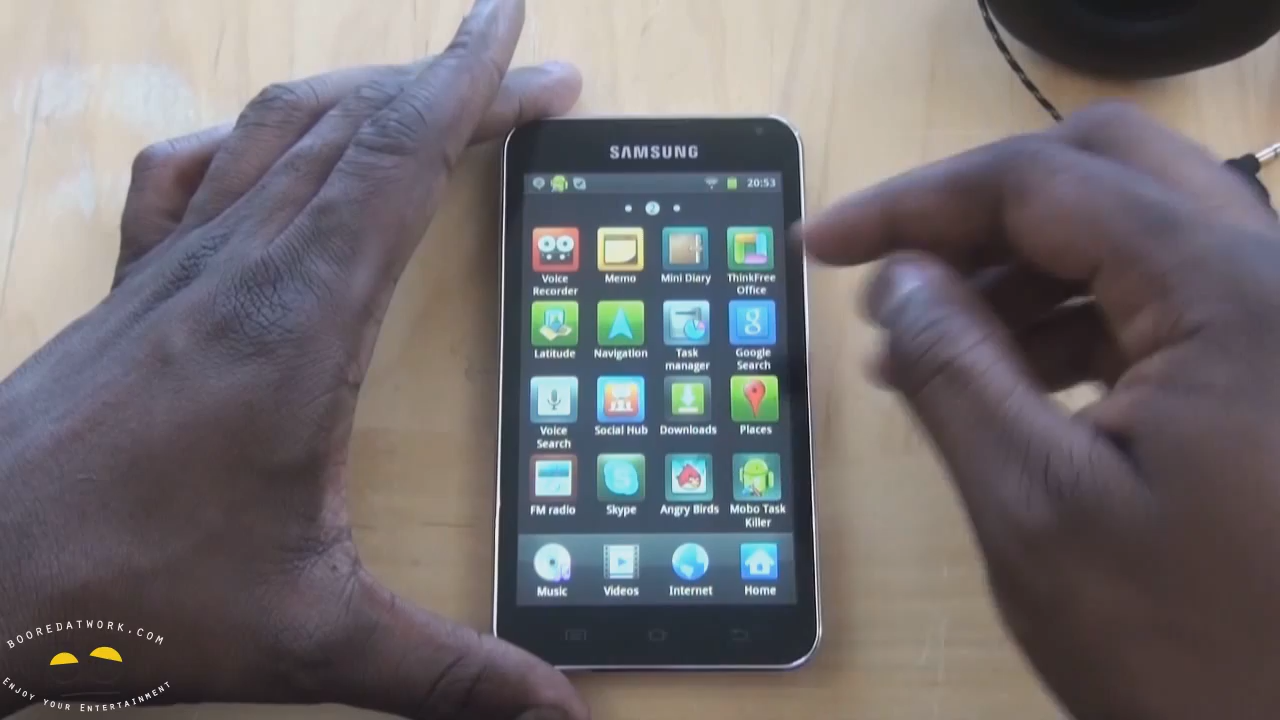 SAMSUNG
20:53
2
Voice Recorder
Memo
Mini Diary
ThinkFree Office
Latitude
Navigation
Task manager
Google Search
Voice Search
Social Hub
Downloads
Places
FM radio
Skype
Angry Birds
Mobo Task Killer
Music
Videos
Internet
Home
BOOREDATWORK.COM
ENJOY YOUR ENTERTAINMENT